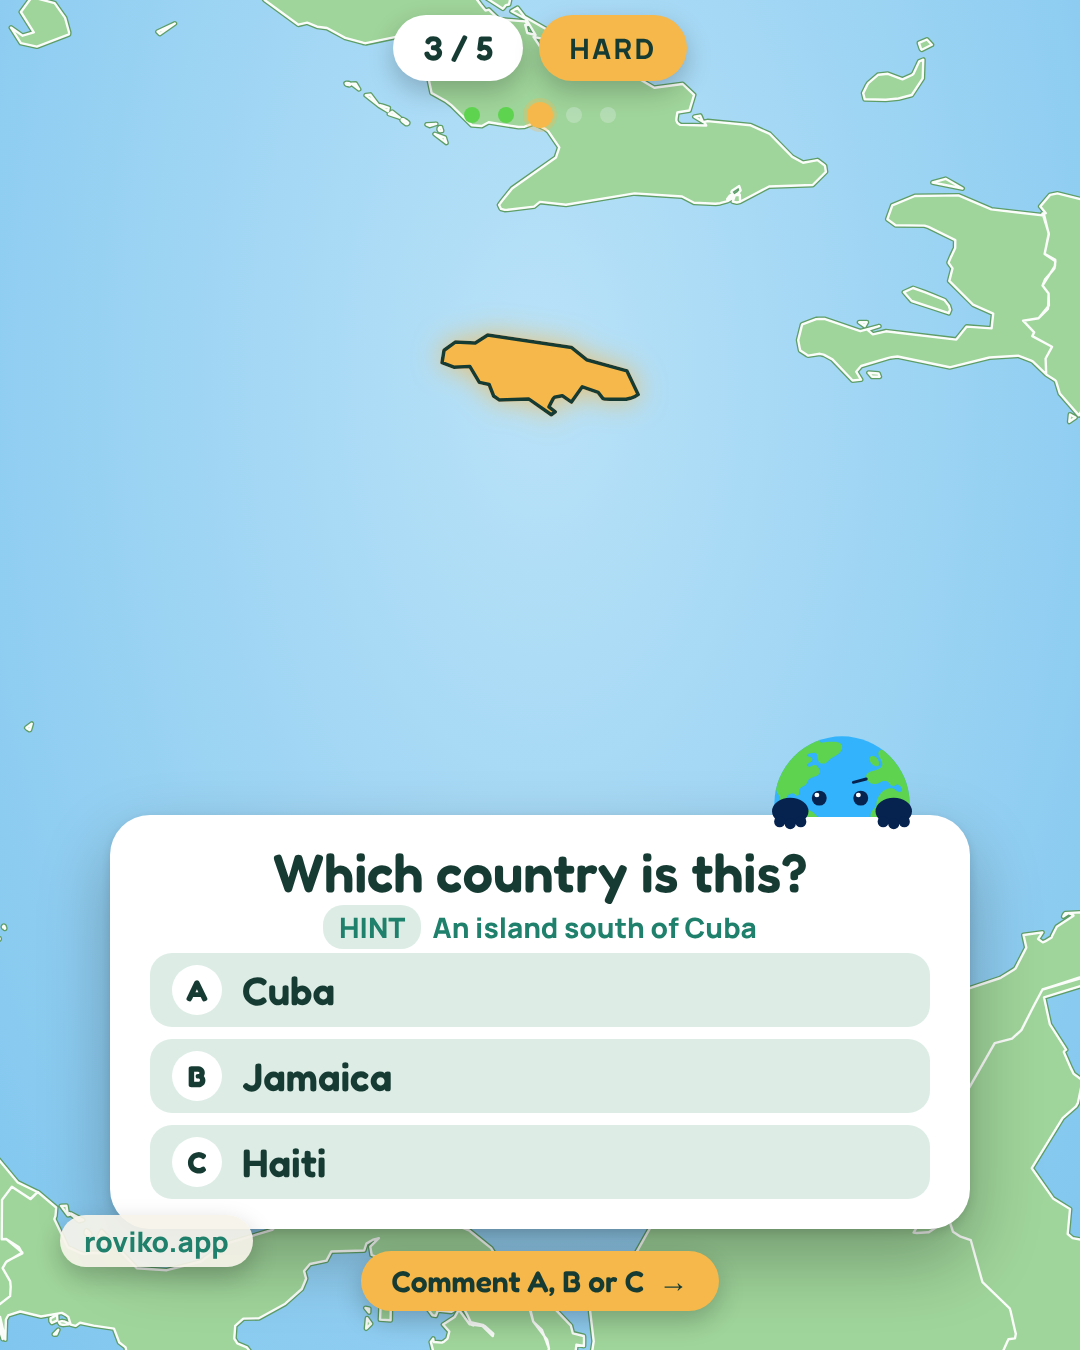 3 / 5
HARD
Which country is this?
HINT An island south of Cuba
A Cuba
B Jamaica
C Haiti
roviko.app
Comment A, B or C →